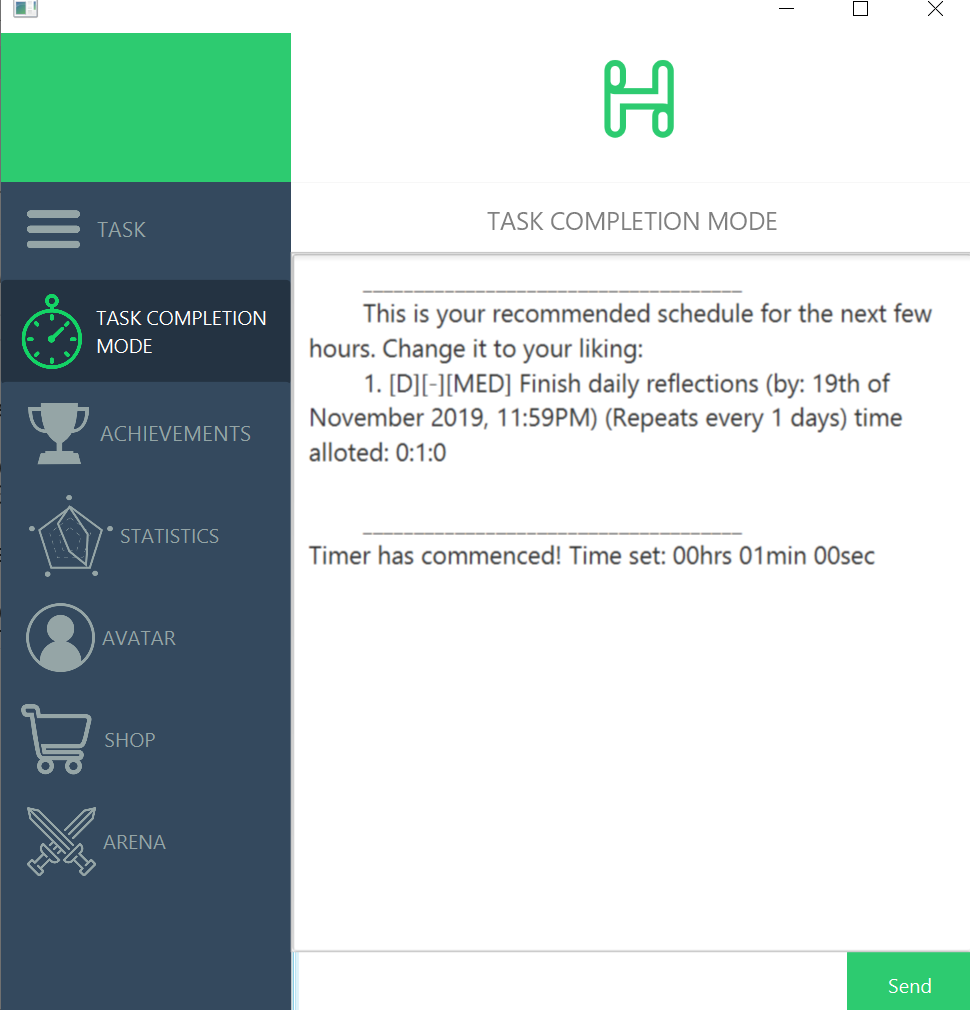 TASK
TASK COMPLETION
MODE
ACHIEVEMENTS
STATISTICS
AVATAR
SHOP
ARENA
H
TASK COMPLETION MODE
_____________________________________
This is your recommended schedule for the next few
hours. Change it to your liking:
1. [D][-][MED] Finish daily reflections (by: 19th of
November 2019, 11:59PM) (Repeats every 1 days) time
alloted: 0:1:0
_____________________________________
Timer has commenced! Time set: 00hrs 01min 00sec
Send